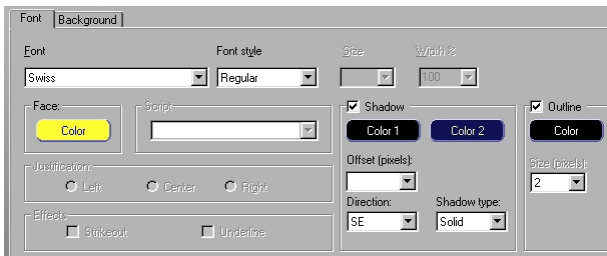 Font Background
Font Font style Size Width %
Swiss Regular 100
Face: Script Shadow Outline
Color Color 1 Color 2 Color
Justification: Offset (pixels): Size (pixels):
Left Center Right 2
Direction: Shadow type:
Effects: SE Solid
Strikeout Underline